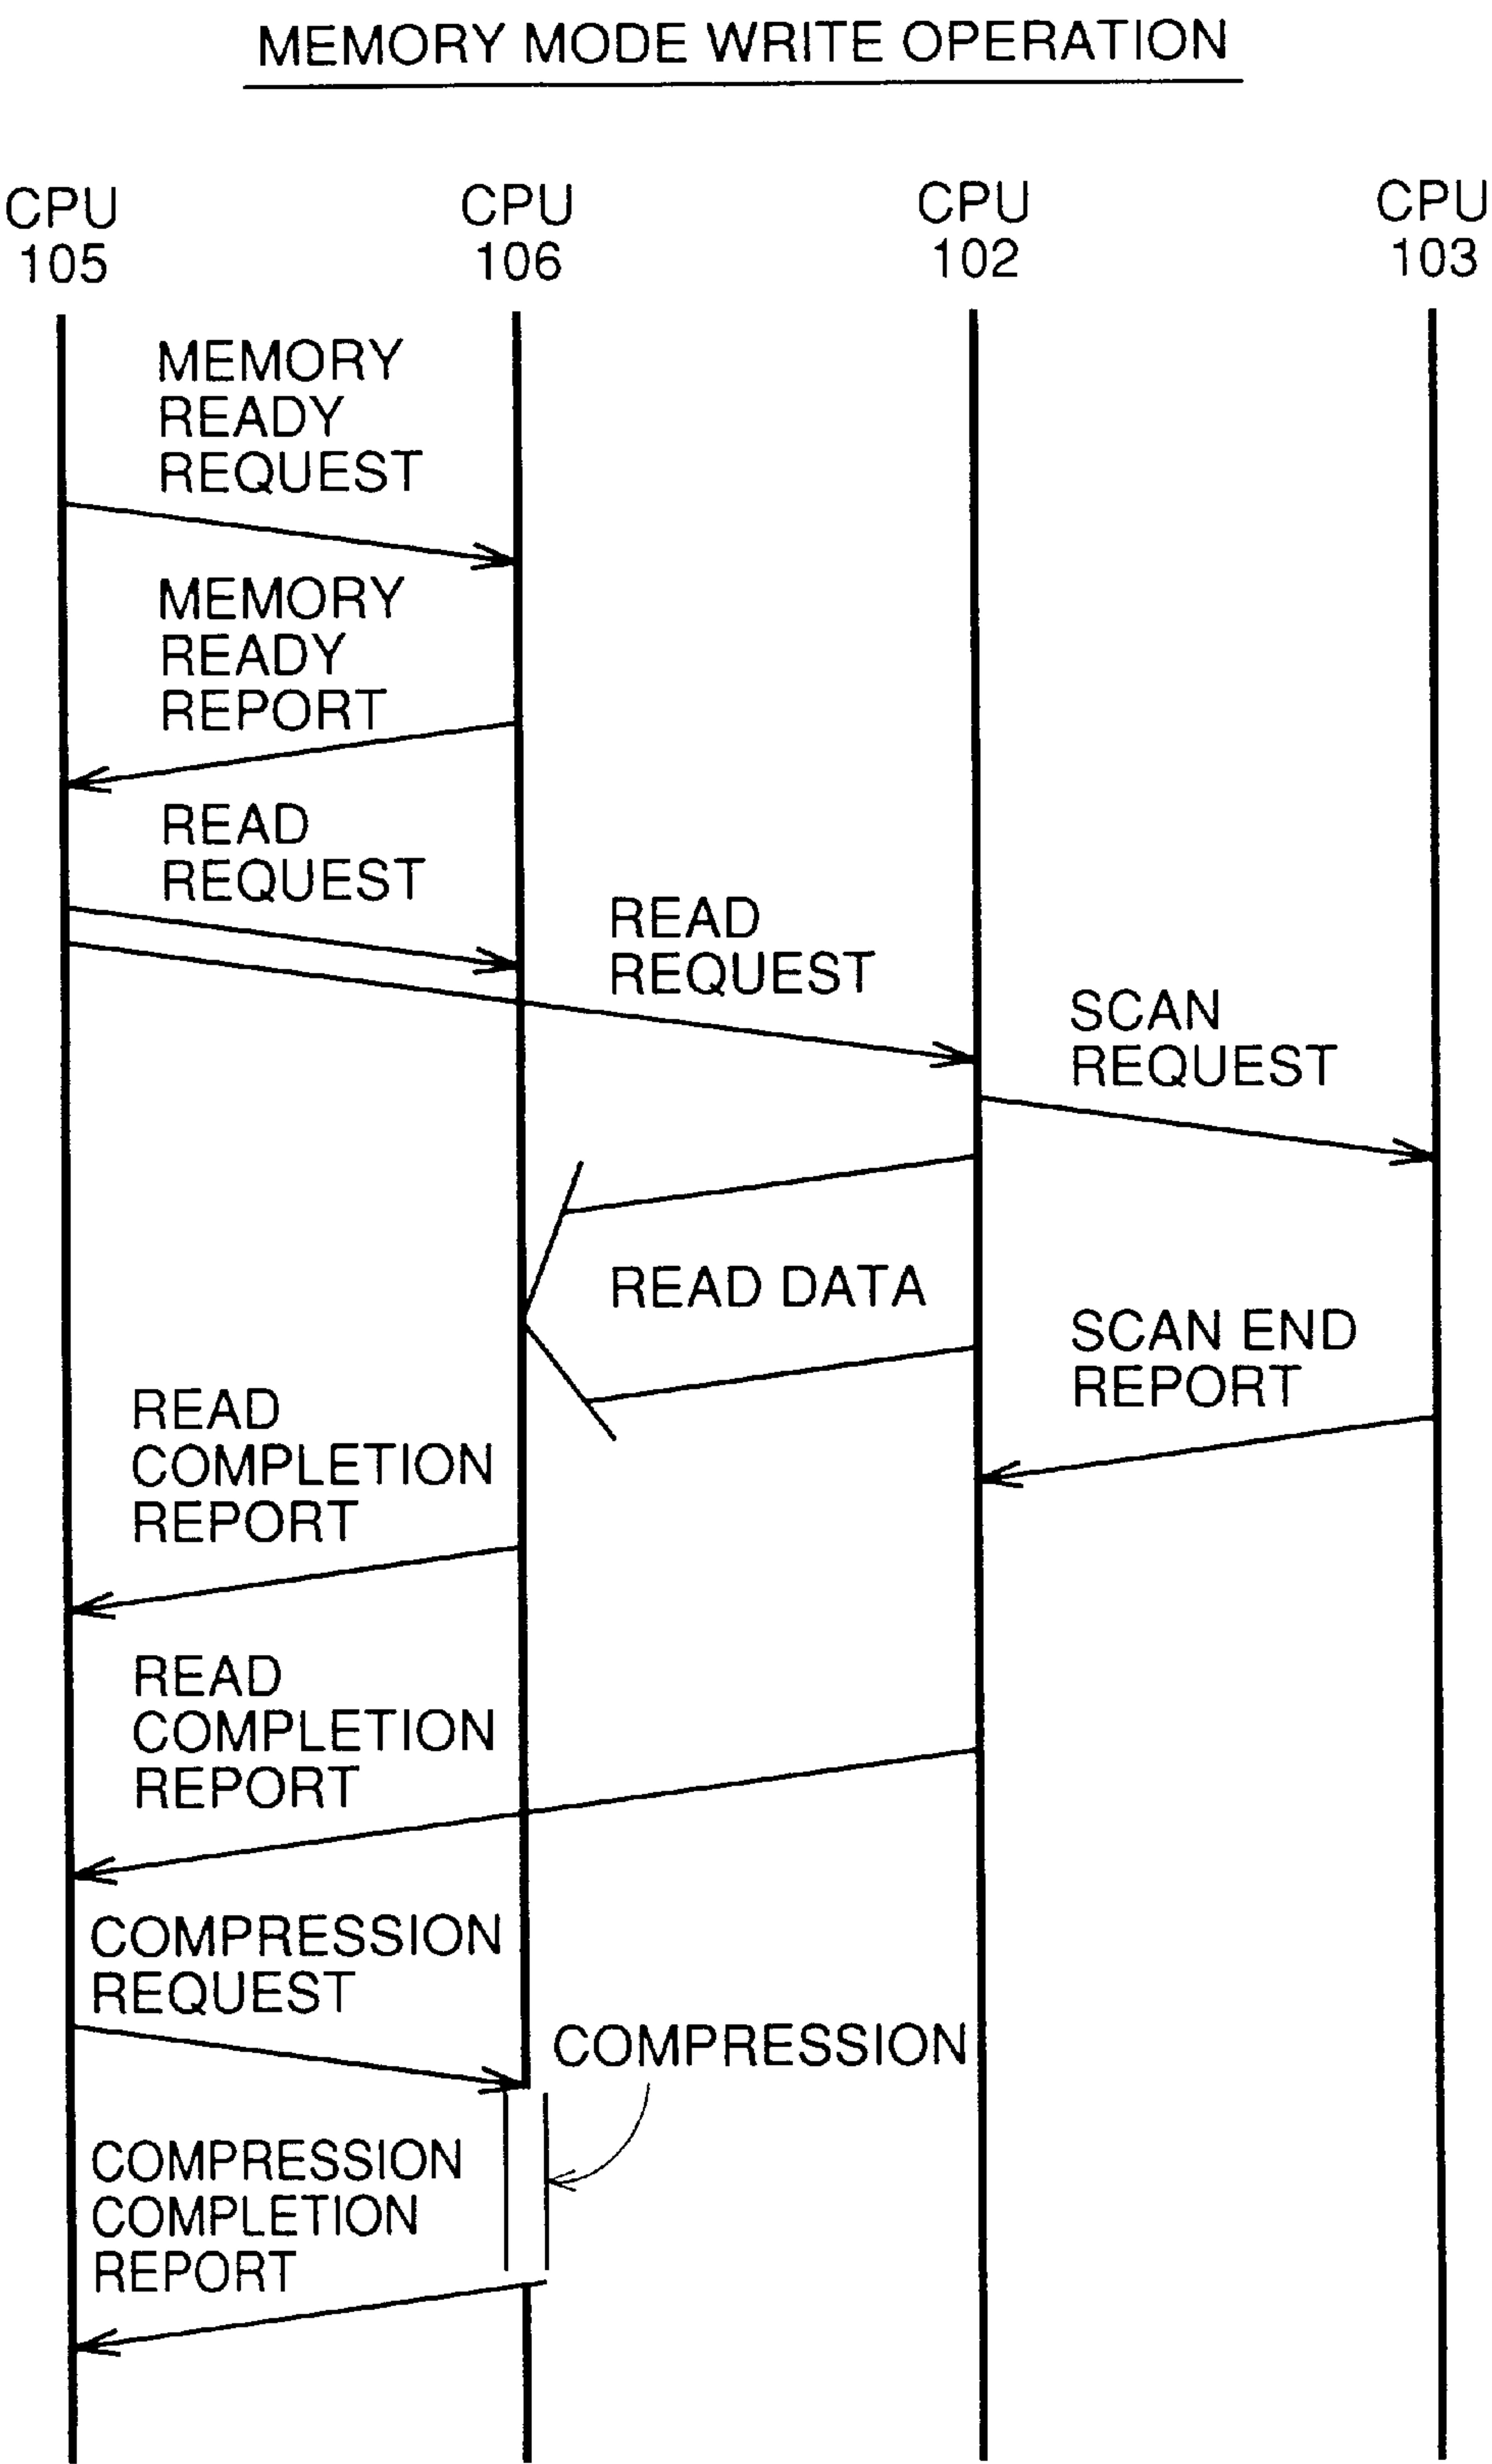 MEMORY MODE WRITE OPERATION
CPU
105
CPU
106
CPU
102
CPU
103
MEMORY
READY
REQUEST
MEMORY
READY
REPORT
READ
REQUEST
READ
REQUEST
SCAN
REQUEST
READ DATA
SCAN END
REPORT
READ
COMPLETION
REPORT
READ
COMPLETION
REPORT
COMPRESSION
REQUEST
COMPRESSION
COMPRESSION
COMPLETION
REPORT